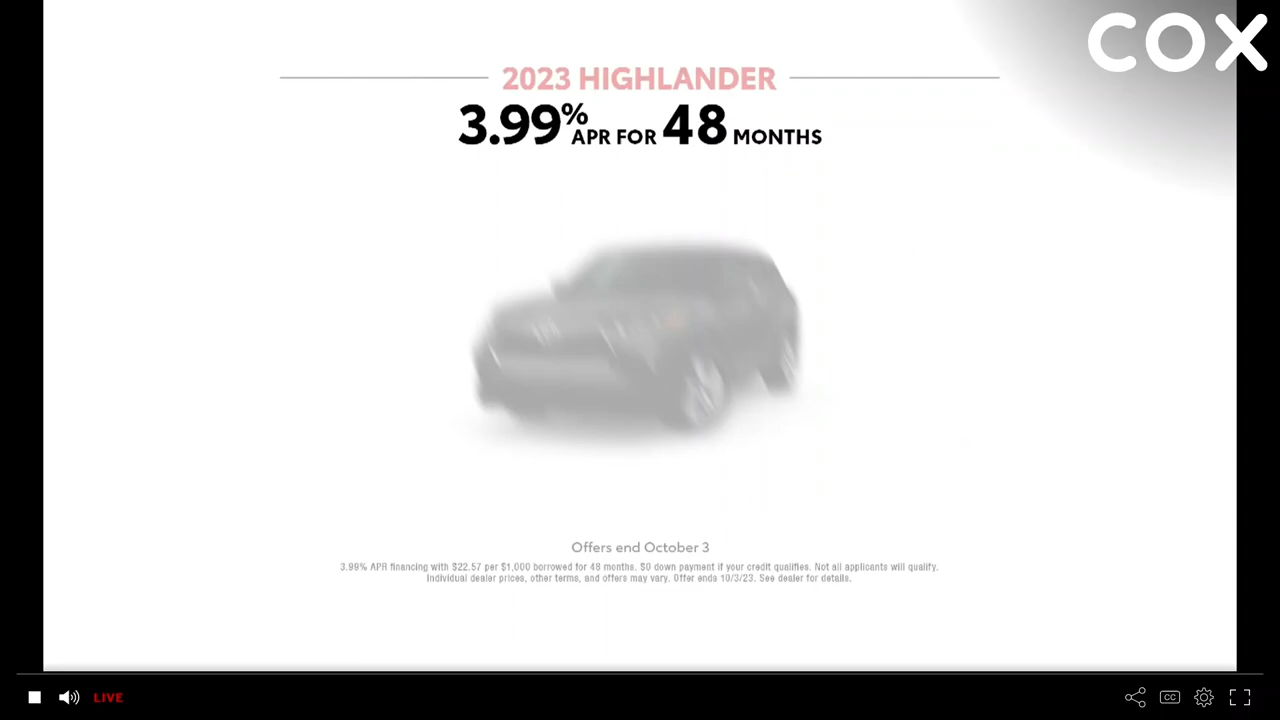 COX
2023 HIGHLANDER
3.99% APR FOR 48 MONTHS
Offers end October 3
3.99% APR financing with $22.57 per $1,000 borrowed for 48 months. $0 down payment if your credit qualifies. Not all applicants will qualify.
Individual dealer prices, other terms, and offers may vary. Offer ends 10/3/23. See dealer for details.
LIVE
CC